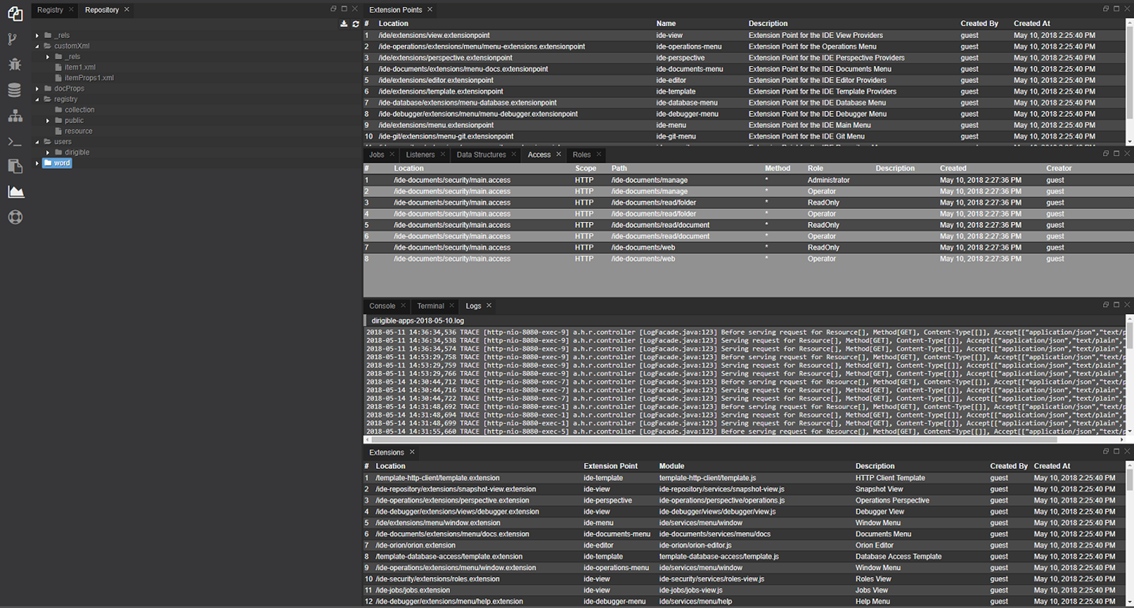 Registry
Repository
_rels
customXml
_rels
item1.xml
itemProps1.xml
docProps
registry
collection
public
resource
users
dirigible
word
Extension Points
# Location Name Description Created By Created At
1 /ide/extensions/view.extensionpoint ide-view Extension Point for the IDE View Providers guest May 10, 2018 2:25:40 PM
2 /ide-operations/extensions/menu/menu-extensions.extensionpoint ide-operations-menu Extension Point for the Operations Menu guest May 10, 2018 2:25:40 PM
3 /ide/extensions/perspective.extensionpoint ide-perspective Extension Point for the IDE Perspective Providers guest May 10, 2018 2:25:40 PM
4 /ide-documents/extensions/menu-docs.extensionpoint ide-documents-menu Extension Point for the IDE Documents Menu guest May 10, 2018 2:25:40 PM
5 /ide/extensions/editor.extensionpoint ide-editor Extension Point for the IDE Editor Providers guest May 10, 2018 2:25:40 PM
6 /ide/extensions/template.extensionpoint ide-template Extension Point for the IDE Template Providers guest May 10, 2018 2:25:40 PM
7 /ide-database/extensions/menu-database.extensionpoint ide-database-menu Extension Point for the IDE Database Menu guest May 10, 2018 2:25:40 PM
8 /ide-debugger/extensions/menu/menu-debugger.extensionpoint ide-debugger-menu Extension Point for the IDE Debugger Menu guest May 10, 2018 2:25:40 PM
9 /ide/extensions/menu.extensionpoint ide-menu Extension Point for the IDE Main Menu guest May 10, 2018 2:25:40 PM
10 /ide-git/extensions/menu-git.extensionpoint ide-git-menu Extension Point for the IDE Git Menu guest May 10, 2018 2:25:40 PM
Jobs Listeners Data Structures Access Roles
# Location Scope Path Method Role Description Created Creator
1 /ide-documents/security/main.access HTTP /ide-documents/manage * Administrator May 10, 2018 2:27:36 PM guest
2 /ide-documents/security/main.access HTTP /ide-documents/manage * Operator May 10, 2018 2:27:36 PM guest
3 /ide-documents/security/main.access HTTP /ide-documents/read/folder * ReadOnly May 10, 2018 2:27:36 PM guest
4 /ide-documents/security/main.access HTTP /ide-documents/read/folder * Operator May 10, 2018 2:27:36 PM guest
5 /ide-documents/security/main.access HTTP /ide-documents/read/document * ReadOnly May 10, 2018 2:27:36 PM guest
6 /ide-documents/security/main.access HTTP /ide-documents/read/document * Operator May 10, 2018 2:27:36 PM guest
7 /ide-documents/security/main.access HTTP /ide-documents/web * ReadOnly May 10, 2018 2:27:36 PM guest
8 /ide-documents/security/main.access HTTP /ide-documents/web * Operator May 10, 2018 2:27:36 PM guest
Console Terminal Logs
dirigible-apps-2018-05-10.log
2018-05-11 14:36:34,536 TRACE [http-nio-8080-exec-9] a.h.r.controller [LogFacade.java:123] Before serving request for Resource[], Method[GET], Content-Type[[]], Accept[["application/json","text/pla
2018-05-11 14:36:34,538 TRACE [http-nio-8080-exec-9] a.h.r.controller [LogFacade.java:123] Serving request for Resource[], Method[GET], Content-Type[[]], Accept[["application/json","text/plain",
2018-05-11 14:36:34,574 TRACE [http-nio-8080-exec-9] a.h.r.controller [LogFacade.java:123] Serving request for Resource[], Method[GET], Content-Type[[]], Accept[["application/json","text/plain",
2018-05-11 14:53:29,758 TRACE [http-nio-8080-exec-9] a.h.r.controller [LogFacade.java:123] Before serving request for Resource[], Method[GET], Content-Type[[]], Accept[["application/json","text/p
2018-05-11 14:53:29,759 TRACE [http-nio-8080-exec-9] a.h.r.controller [LogFacade.java:123] Serving request for Resource[], Method[GET], Content-Type[[]], Accept[["application/json","text/plain",
2018-05-11 14:53:29,766 TRACE [http-nio-8080-exec-9] a.h.r.controller [LogFacade.java:123] Serving request for Resource[], Method[GET], Content-Type[[]], Accept[["application/json","text/plain",
2018-05-14 14:30:44,712 TRACE [http-nio-8080-exec-7] a.h.r.controller [LogFacade.java:123] Before serving request for Resource[], Method[GET], Content-Type[[]], Accept[["application/json","text/p
2018-05-14 14:30:44,716 TRACE [http-nio-8080-exec-7] a.h.r.controller [LogFacade.java:123] Serving request for Resource[], Method[GET], Content-Type[[]], Accept[["application/json","text/plain",
2018-05-14 14:30:44,722 TRACE [http-nio-8080-exec-7] a.h.r.controller [LogFacade.java:123] Serving request for Resource[], Method[GET], Content-Type[[]], Accept[["application/json","text/plain",
2018-05-14 14:31:48,692 TRACE [http-nio-8080-exec-1] a.h.r.controller [LogFacade.java:123] Before serving request for Resource[], Method[GET], Content-Type[[]], Accept[["application/json","text/p
2018-05-14 14:31:48,694 TRACE [http-nio-8080-exec-1] a.h.r.controller [LogFacade.java:123] Serving request for Resource[], Method[GET], Content-Type[[]], Accept[["application/json","text/plain",
2018-05-14 14:31:48,699 TRACE [http-nio-8080-exec-1] a.h.r.controller [LogFacade.java:123] Serving request for Resource[], Method[GET], Content-Type[[]], Accept[["application/json","text/plain",
2018-05-14 14:31:55,660 TRACE [http-nio-8080-exec-5] a.h.r.controller [LogFacade.java:123] Before serving request for Resource[], Method[GET], Content-Type[[]], Accept[["application/json","text/p
Extensions
# Location Extension Point Module Description Created By Created At
1 /template-http-client/template.extension ide-template template-http-client/template.js HTTP Client Template guest May 10, 2018 2:25:40 PM
2 /ide-repository/extensions/snapshot-view.extension ide-view ide-repository/services/snapshot-view.js Snapshot View guest May 10, 2018 2:25:40 PM
3 /ide-operations/extensions/perspective.extension ide-perspective ide-operations/perspective/operations.js Operations Perspective guest May 10, 2018 2:25:40 PM
4 /ide-debugger/extensions/views/debugger.extension ide-view ide-debugger/views/debugger/view.js Debugger View guest May 10, 2018 2:25:40 PM
5 /ide/extensions/menu/window.extension ide-menu ide/services/menu/window Window Menu guest May 10, 2018 2:25:40 PM
6 /ide-documents/extensions/menu/docs.extension ide-documents-menu ide-documents/services/menu/docs Documents Menu guest May 10, 2018 2:25:40 PM
7 /ide-orion/orion.extension ide-editor ide-orion/orion-editor.js Orion Editor guest May 10, 2018 2:25:40 PM
8 /template-database-access/template.extension ide-template template-database-access/template.js Database Access Template guest May 10, 2018 2:25:40 PM
9 /ide-operations/extensions/menu/window.extension ide-operations-menu ide/services/menu/window Window Menu guest May 10, 2018 2:25:40 PM
10 /ide-security/extensions/roles.extension ide-view ide-security/services/roles-view.js Roles View guest May 10, 2018 2:25:40 PM
11 /ide-jobs/jobs.extension ide-view ide-jobs/jobs-view.js Jobs View guest May 10, 2018 2:25:40 PM
12 /ide-debugger/extensions/menu/help.extension ide-debugger-menu ide/services/menu/help Help Menu guest May 10, 2018 2:25:40 PM